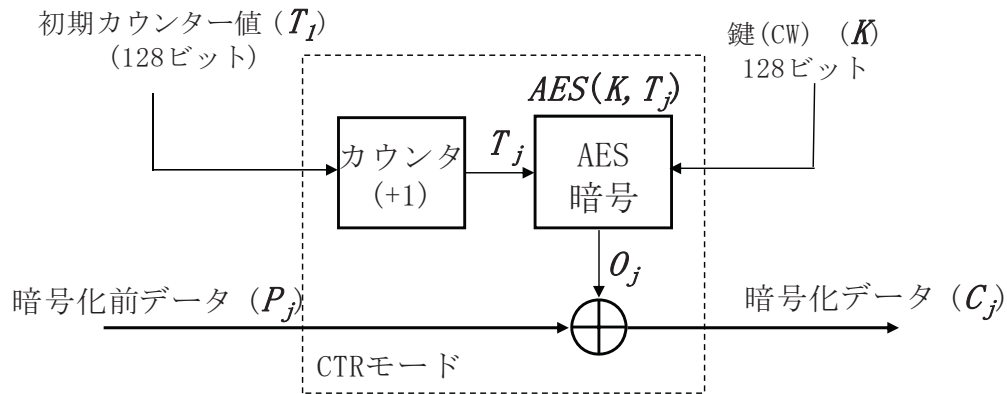 初期カウンター値(T₁)
(128ビット)
鍵(CW) (K)
128ビット
AES(K, Tⱼ)
カウンタ
(+1)
Tⱼ
AES
暗号
Oⱼ
暗号化前データ(Pⱼ)
暗号化データ(Cⱼ)
CTRモード